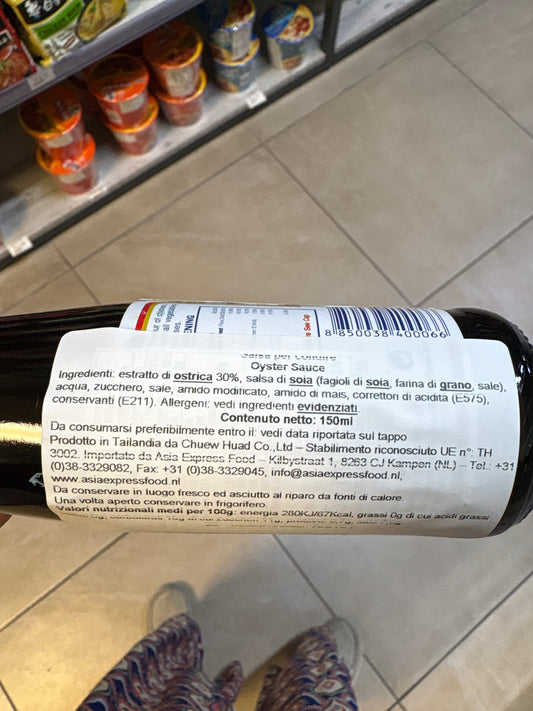 8 850038 400066
Salsa per condire
Oyster Sauce
Ingredienti: estratto di ostrica 30%, salsa di soia (fagioli di soia, farina di grano, sale),
acqua, zucchero, sale, amido modificato, amido di mais, correttori di acidità (E575),
conservanti (E211). Allergeni: vedi ingredienti evidenziati.
Contenuto netto: 150ml
Da consumarsi preferibilmente entro il: vedi data riportata sul tappo
Prodotto in Tailandia da Chuew Huad Co.,Ltd – Stabilimento riconosciuto UE n°: TH
3002. Importato da Asia Express Food – Kilbystraat 1, 8263 CJ Kampen (NL) – Tel.: +31
(0)38-3329082, Fax: +31 (0)38-3329045, info@asiaexpressfood.nl,
www.asiaexpressfood.nl
Da conservare in luogo fresco ed asciutto al riparo da fonti di calore.
Una volta aperto conservare in frigorifero.
Valori nutrizionali medi per 100g: energia 280KJ/67Kcal, grassi 0g di cui acidi grassi